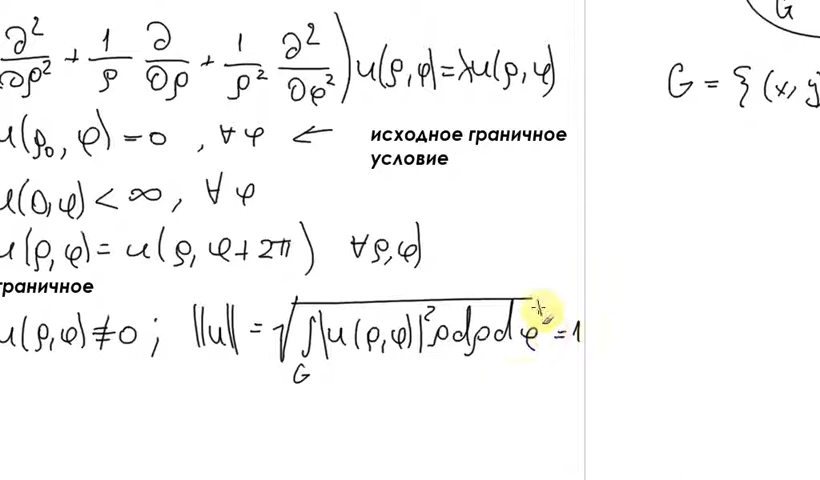 ∂²/∂ρ² + 1/ρ ∂/∂ρ + 1/ρ² ∂²/∂φ² ) u(ρ,φ) = λu(ρ,φ)
G
G = { (x, y
u(ρ₀, φ) = 0 , ∀φ ← исходное граничное
условие
u(0,φ) < ∞, ∀φ
u(ρ,φ) = u(ρ, φ+2π) ∀ρ,φ)
граничное
u(ρ,φ) ≢ 0 ; ||u|| = √∫_G |u(ρ,φ)|² ρdρdφ = 1